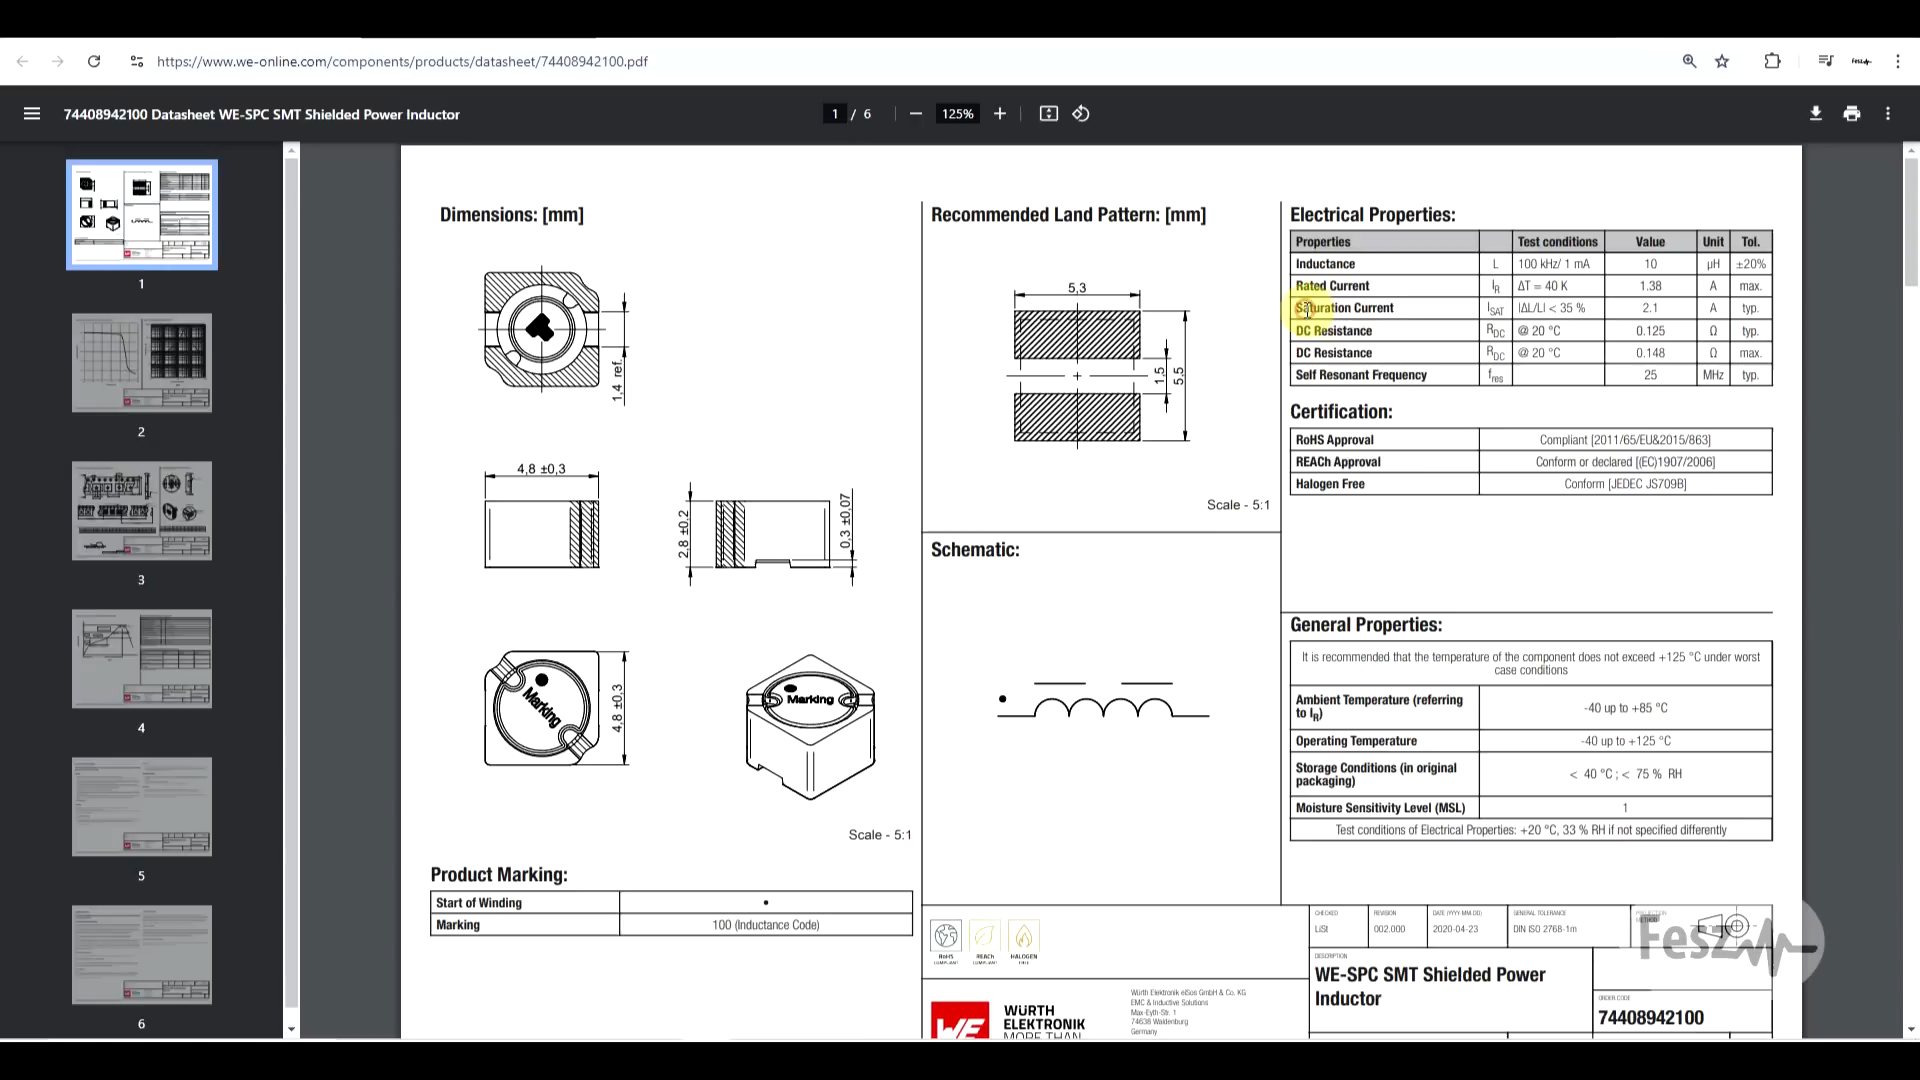 https://www.we-online.com/components/products/datasheet/74408942100.pdf
74408942100 Datasheet WE-SPC SMT Shielded Power Inductor
1 / 6
125%
1
2
3
4
5
6
Dimensions: [mm]
1,4 ref.
4,8 ±0,3
2,8 ±0,2
0,3 ±0,07
Marking
4,8 ±0,3
Marking
Scale - 5:1
Product Marking:
Start of Winding •
Marking 100 (Inductance Code)
Recommended Land Pattern: [mm]
5,3
1,5
5,5
Scale - 5:1
Schematic:
Electrical Properties:
Properties Test conditions Value Unit Tol.
Inductance L 100 kHz/ 1 mA 10 µH ±20%
Rated Current IR ΔT = 40 K 1.38 A max.
Saturation Current ISAT |ΔL/L| < 35 % 2.1 A typ.
DC Resistance RDC @ 20 °C 0.125 Ω typ.
DC Resistance RDC @ 20 °C 0.148 Ω max.
Self Resonant Frequency fres 25 MHz typ.
Certification:
RoHS Approval Compliant [2011/65/EU&2015/863]
REACh Approval Conform or declared [(EC)1907/2006]
Halogen Free Conform [JEDEC JS709B]
General Properties:
It is recommended that the temperature of the component does not exceed +125 °C under worst
case conditions
Ambient Temperature (referring
to IR) -40 up to +85 °C
Operating Temperature -40 up to +125 °C
Storage Conditions (in original
packaging) < 40 °C ; < 75 % RH
Moisture Sensitivity Level (MSL) 1
Test conditions of Electrical Properties: +20 °C, 33 % RH if not specified differently
RoHS
COMPLIANT
REACh
COMPLIANT
HALOGEN
FREE
WE
WÜRTH
ELEKTRONIK
MORE THAN
Würth Elektronik eiSos GmbH & Co. KG
EMC & Inductive Solutions
Max-Eyth-Str. 1
74638 Waldenburg
Germany
CHECKED
LiSt
REVISION
002.000
DATE (YYYY-MM-DD)
2020-04-23
GENERAL TOLERANCE
DIN ISO 2768-1m
PROJECTION
METHOD
DESCRIPTION
WE-SPC SMT Shielded Power
Inductor
ORDER CODE
74408942100
Fesz